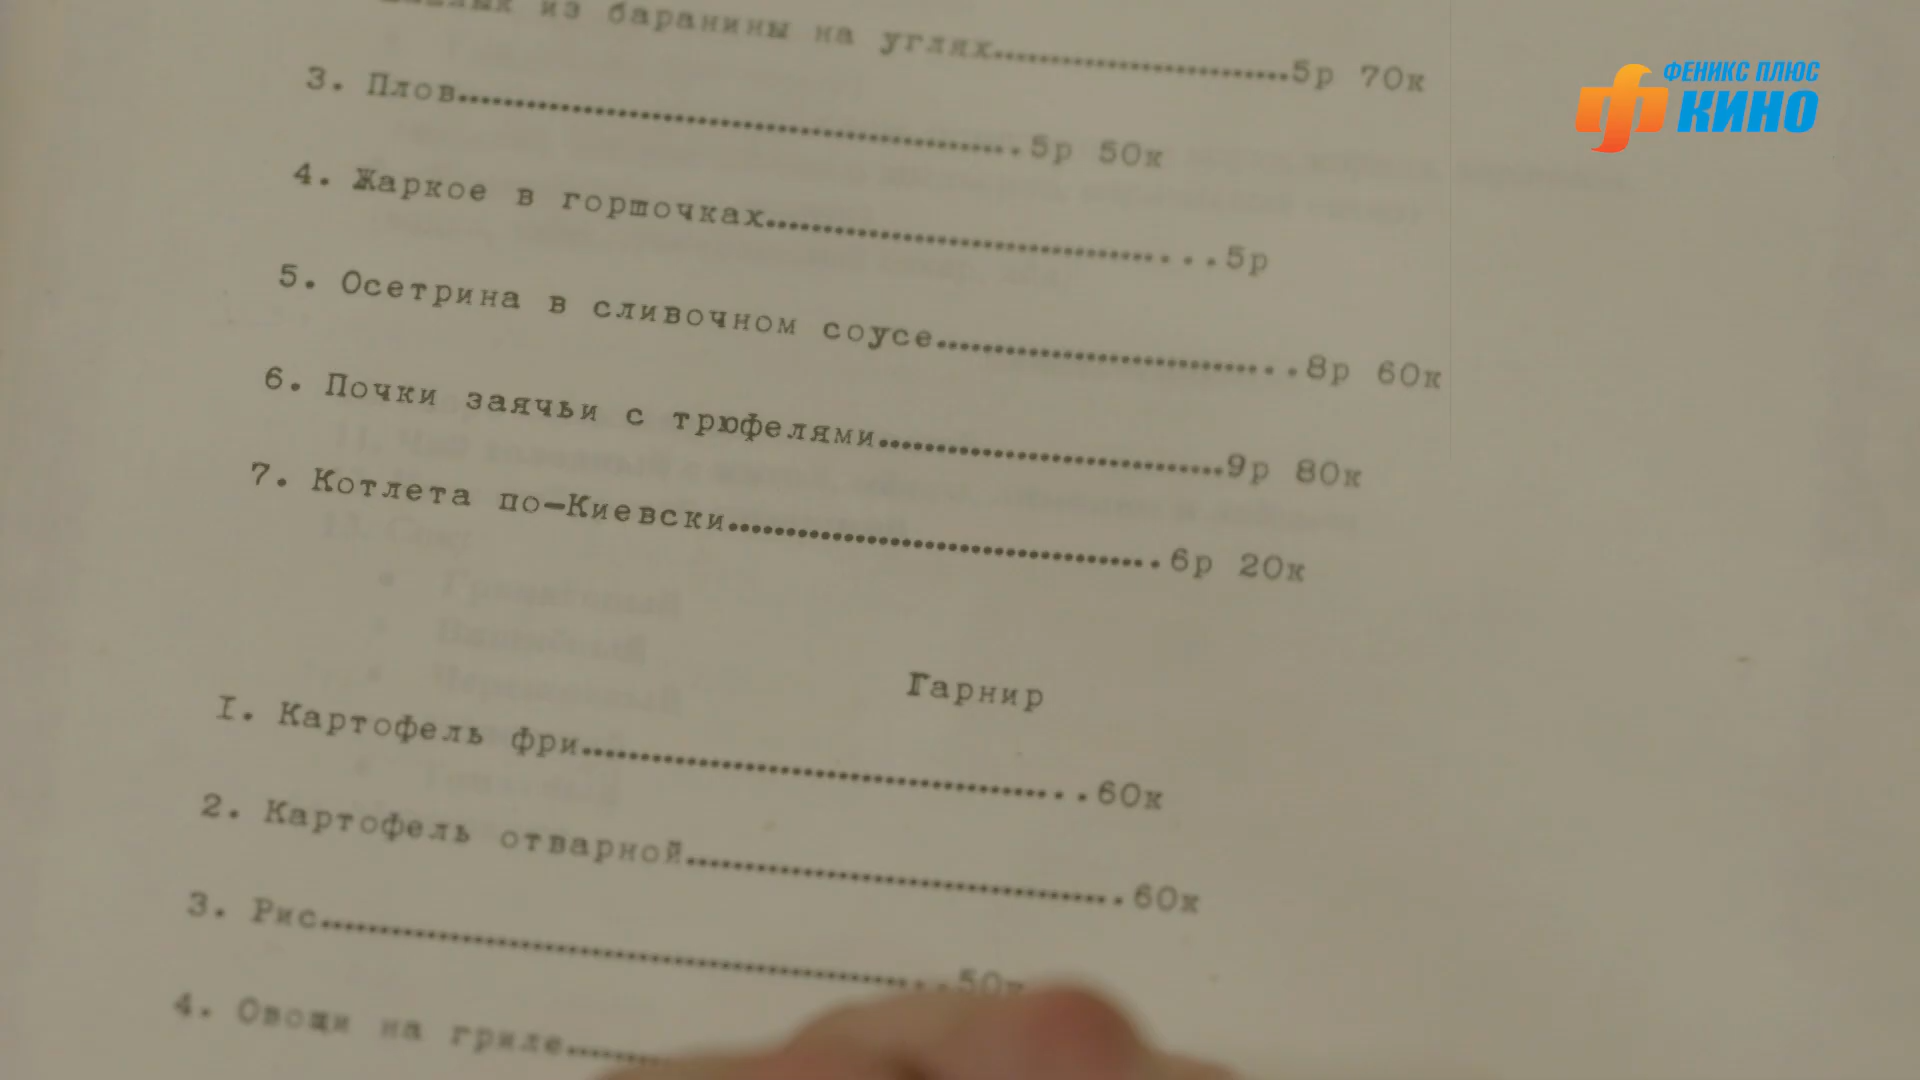 из баранины на углях..........5р 70к
ФЕНИКС ПЛЮС
КИНО
3. Плов..........5р 50к
4. Жаркое в горшочках..........5р
5. Осетрина в сливочном соусе..........8р 60к
6. Почки заячьи с трюфелями..........9р 80к
7. Котлета по-Киевски..........6р 20к
Гарнир
I. Картофель фри..........60к
2. Картофель отварной..........60к
3. Рис..........50к
4. Овощи на гриле..........